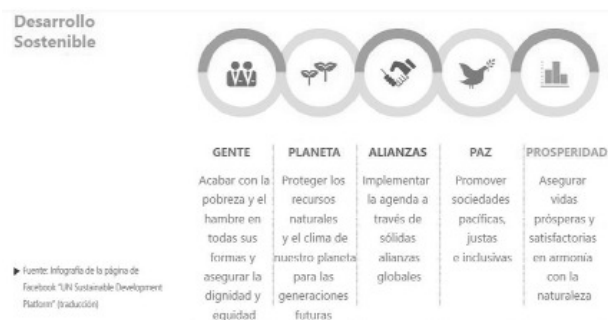 Desarrollo
Sostenible
GENTE
Acabar con la
pobreza y el
hambre en
todas sus
formas y
asegurar la
dignidad y
equidad
PLANETA
Proteger los
recursos
naturales
y el clima de
nuestro planeta
para las
generaciones
futuras
ALIANZAS
Implementar
la agenda a
través de
sólidas
alianzas
globales
PAZ
Promover
sociedades
pacíficas,
justas
e inclusivas
PROSPERIDAD
Asegurar
vidas
prósperas y
satisfactorias
en armonía
con la
naturaleza
Fuente: Infografía de la página de
Facebook "UN Sustainable Development
Platform" (traducción)